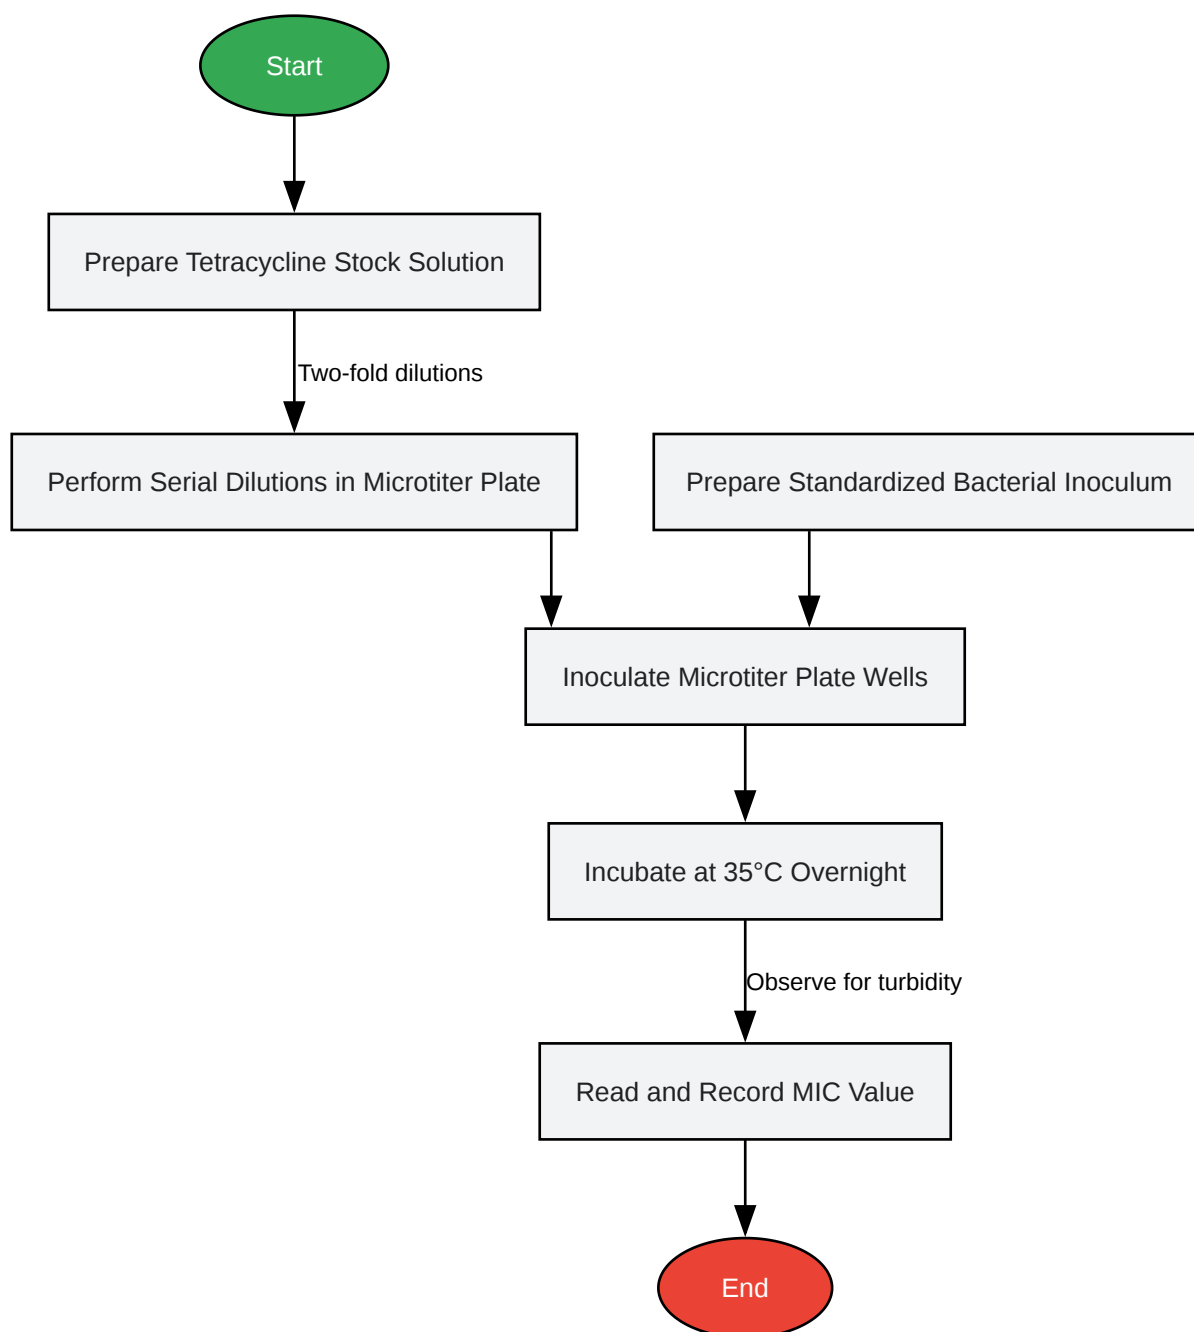 Start
Prepare Tetracycline Stock Solution
Two-fold dilutions
Perform Serial Dilutions in Microtiter Plate
Prepare Standardized Bacterial Inoculum
Inoculate Microtiter Plate Wells
Incubate at 35°C Overnight
Observe for turbidity
Read and Record MIC Value
End